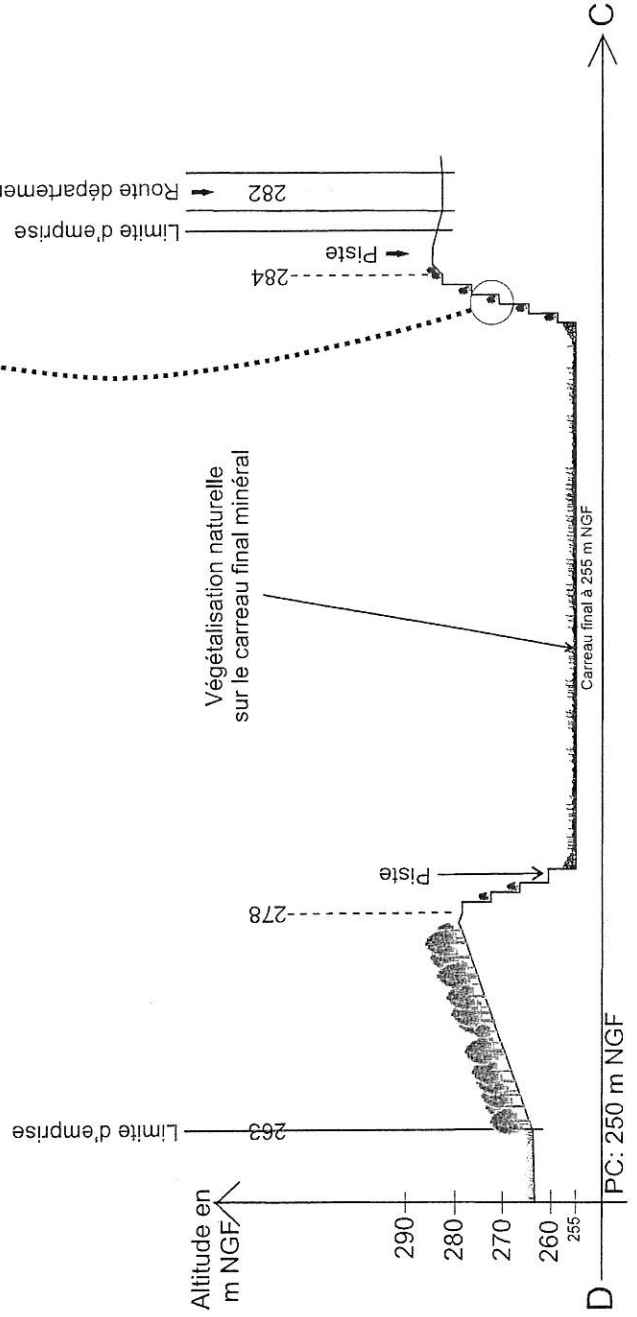 Limite d'emprise
Route départemen
282
Limite d'emprise
Piste
284
Végétalisation naturelle
sur le carreau final minéral
Piste
278
263
Altitude en
m NGF
290
280
270
260
255
Carreau final à 255 m NGF
PC: 250 m NGF
D
C